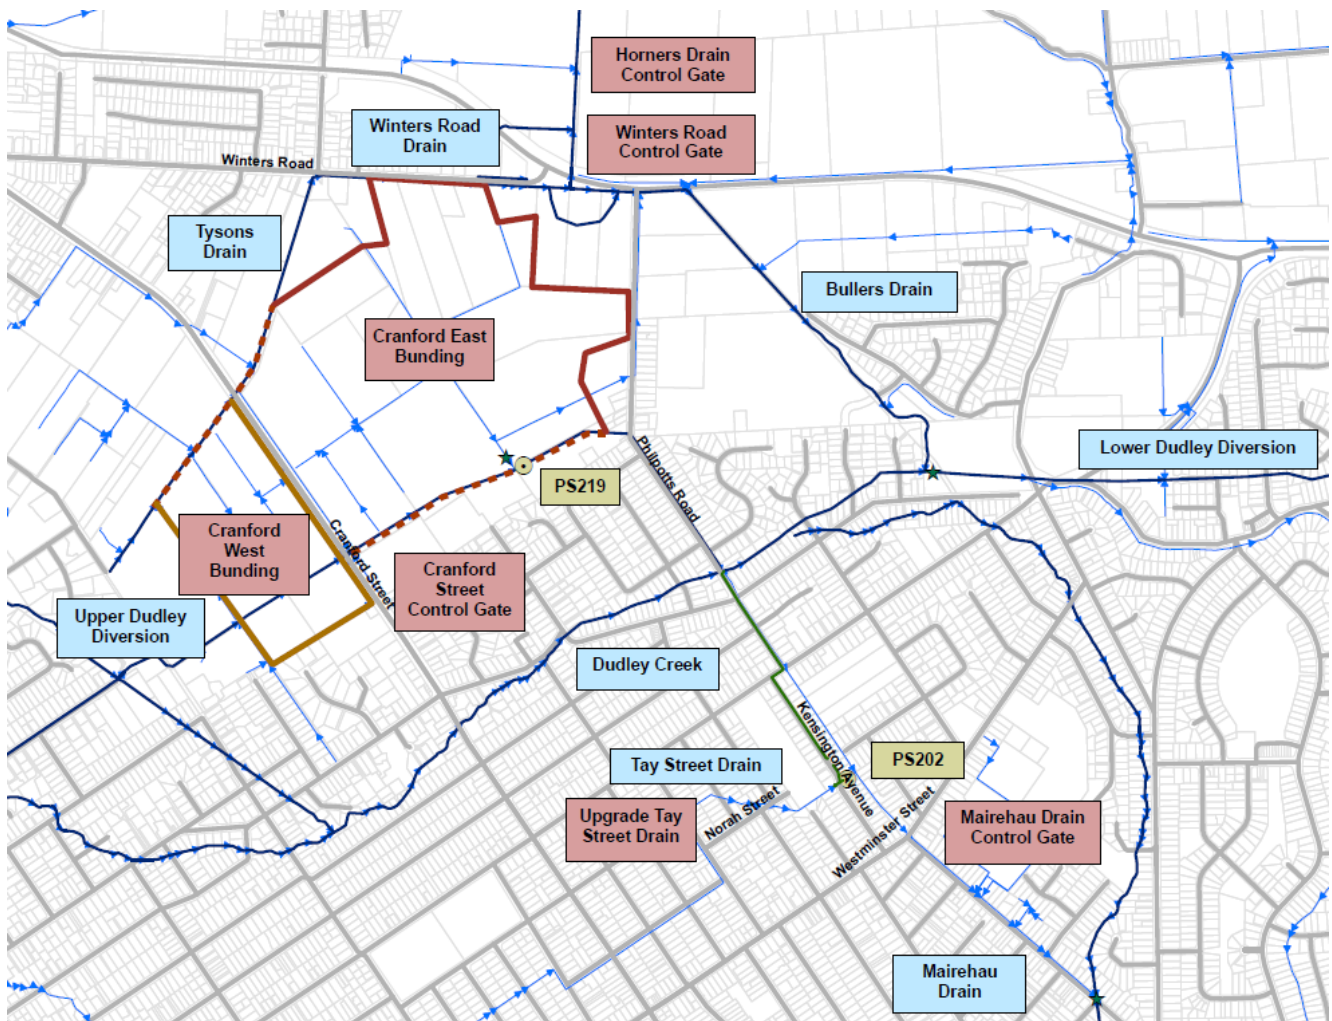 Horners Drain
Control Gate
Winters Road
Drain
Winters Road
Control Gate
Winters Road
Tysons
Drain
Bullers Drain
Cranford East
Bunding
Lower Dudley Diversion
Philpotts Road
PS219
Cranford
West
Bunding
Cranford Street
Cranford
Street
Control Gate
Upper Dudley
Diversion
Dudley Creek
Kensington Avenue
Tay Street Drain
PS202
Upgrade Tay
Street Drain
Norah Street
Westminster Street
Mairehau Drain
Control Gate
Mairehau
Drain